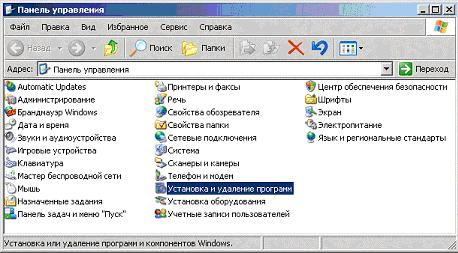 Панель управления
Файл Правка Вид Избранное Сервис Справка
Назад Поиск Папки
Адрес: Панель управления Переход
Automatic Updates
Администрирование
Брандмауэр Windows
Дата и время
Звуки и аудиоустройства
Игровые устройства
Клавиатура
Мастер беспроводной сети
Мышь
Назначенные задания
Панель задач и меню "Пуск"
Принтеры и факсы
Речь
Свойства обозревателя
Свойства папки
Сетевые подключения
Система
Сканеры и камеры
Телефон и модем
Установка и удаление программ
Установка оборудования
Учетные записи пользователей
Центр обеспечения безопасности
Шрифты
Экран
Электропитание
Язык и региональные стандарты
Установка или удаление программ и компонентов Windows.